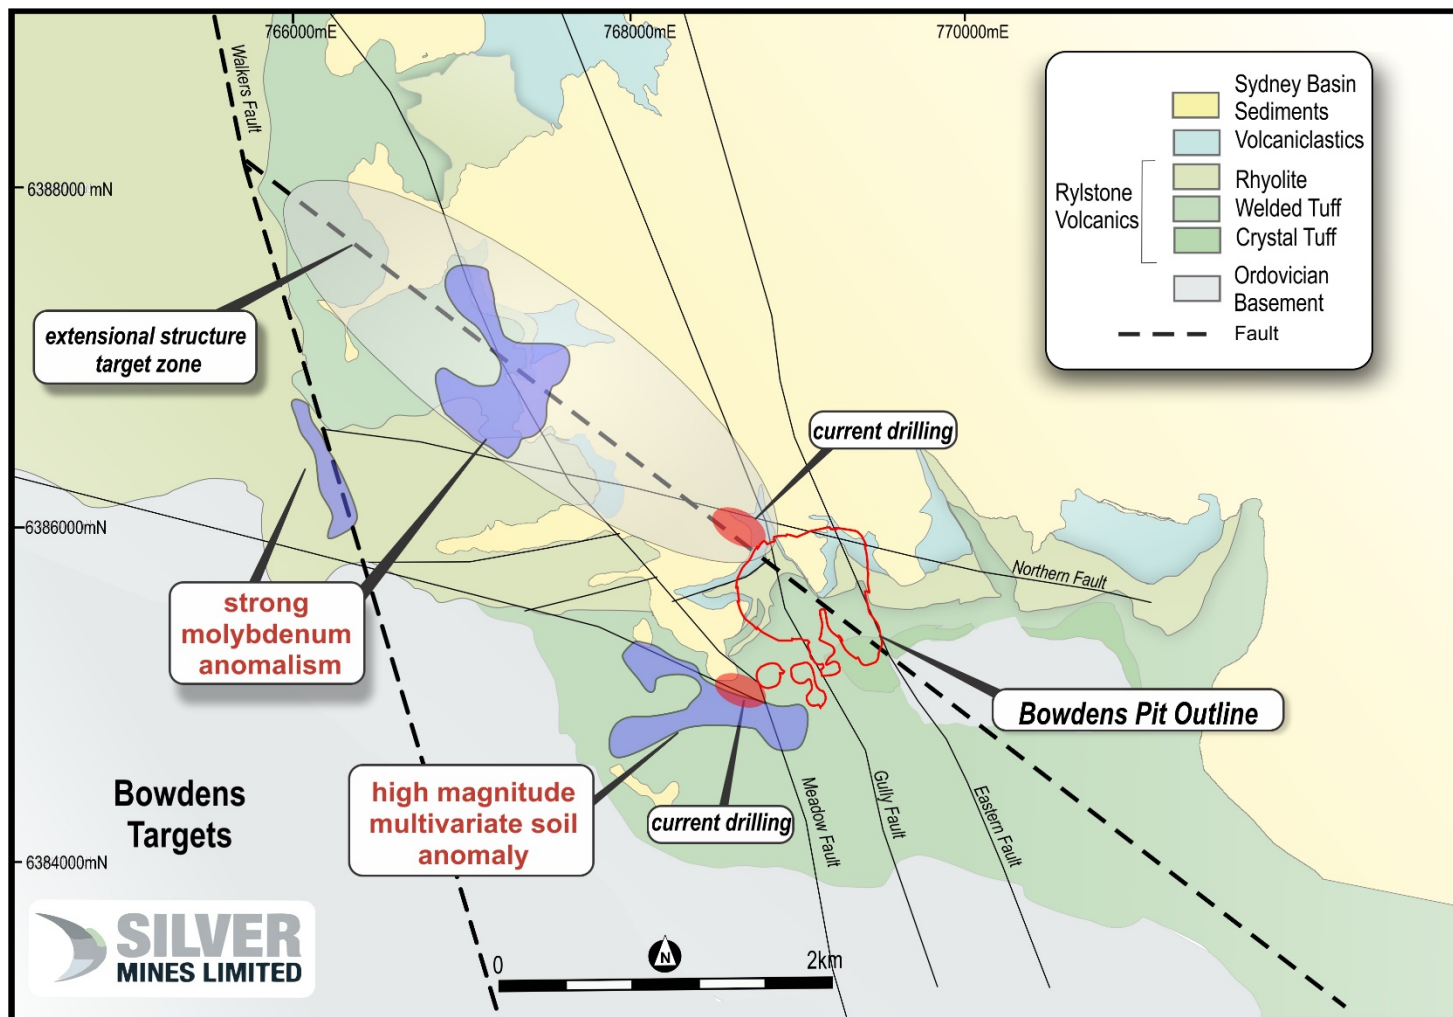 766000mE
768000mE
770000mE
Walkers Fault
Sydney Basin
Sediments
Volcaniclastics
Rylstone
Volcanics
Rhyolite
Welded Tuff
Crystal Tuff
Ordovician
Basement
Fault
6388000 mN
extensional structure
target zone
current drilling
6386000mN
Northern Fault
strong
molybdenum
anomalism
Bowdens Pit Outline
Bowdens
Targets
high magnitude
multivariate soil
anomaly
current drilling
Meadow Fault
Gully Fault
Eastern Fault
6384000mN
SILVER
MINES LIMITED
0
N
2km